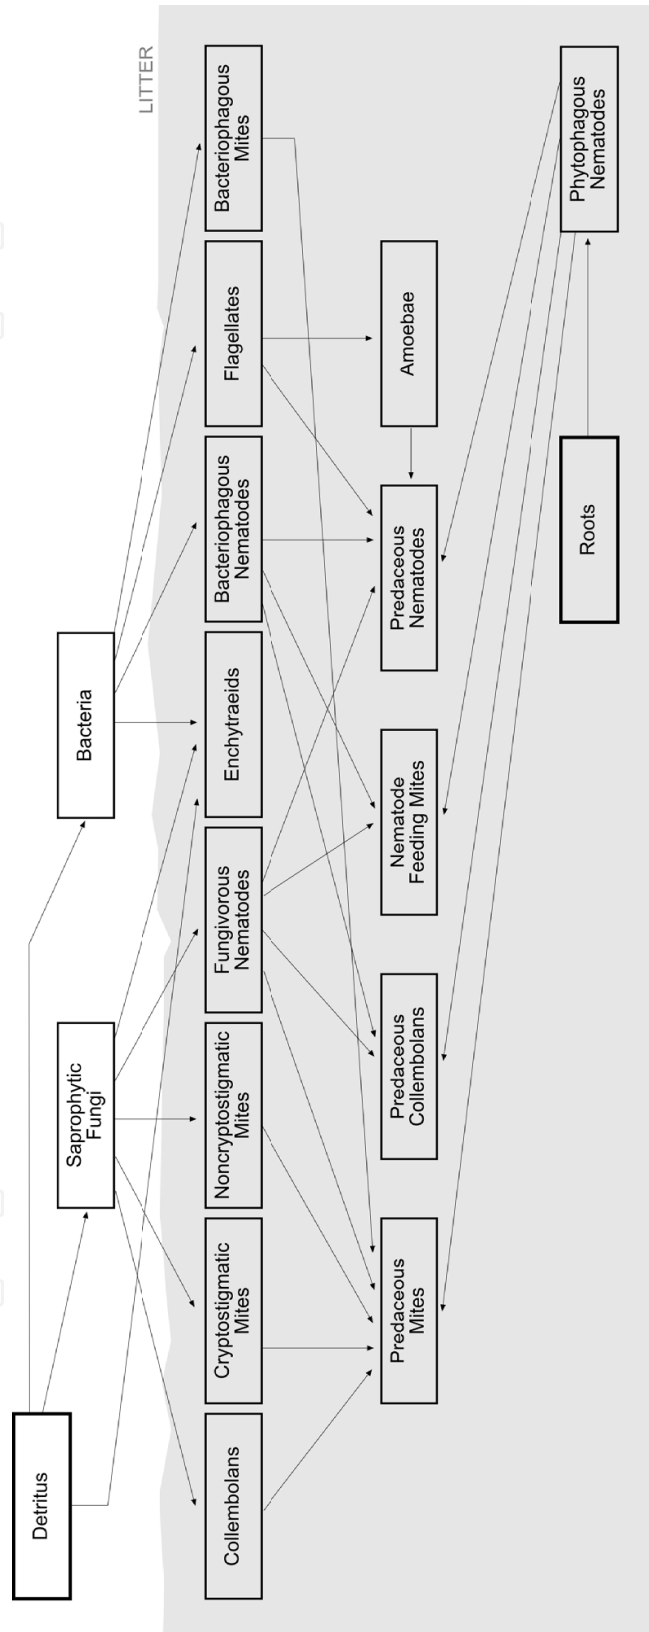 LITTER
Detritus
Saprophytic
Fungi
Bacteria
Collembolans
Cryptostigmatic
Mites
Noncryptostigmatic
Mites
Fungivorous
Nematodes
Enchytraeids
Bacteriophagous
Nematodes
Flagellates
Bacteriophagous
Mites
Predaceous
Mites
Predaceous
Collembolans
Nematode
Feeding Mites
Predaceous
Nematodes
Amoebae
Roots
Phytophagous
Nematodes